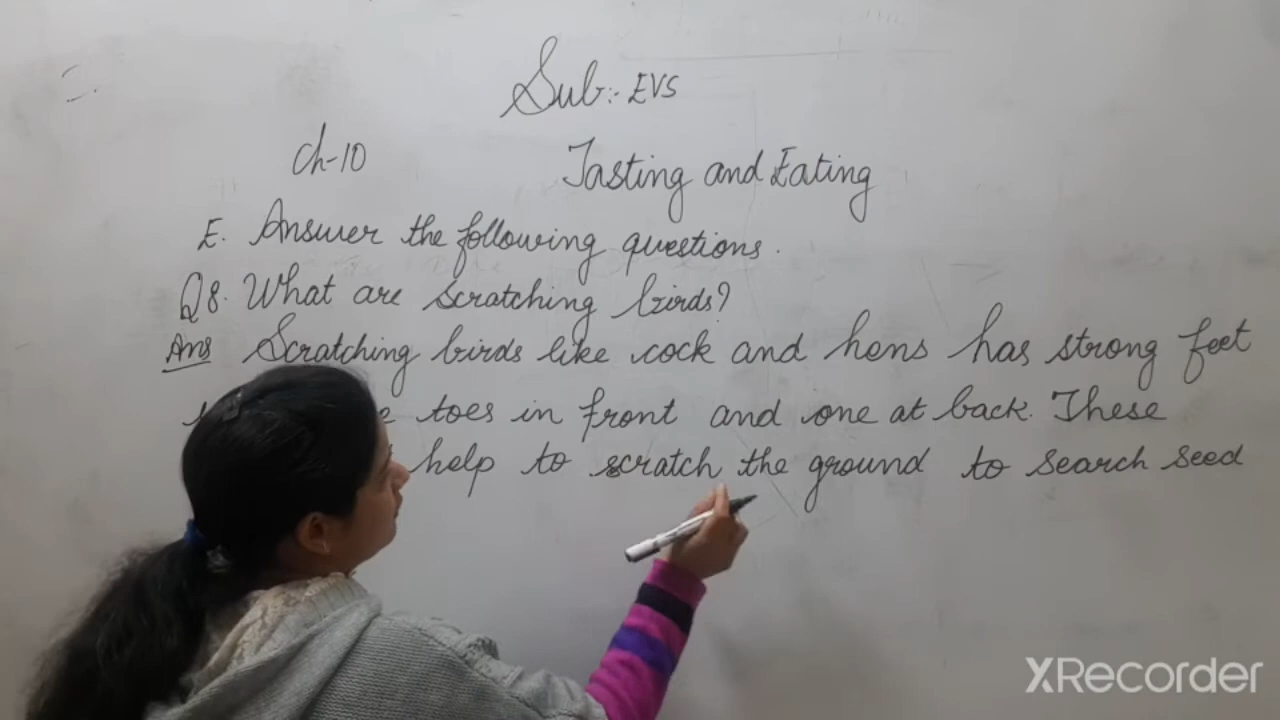 Sub:- EVS
Ch-10 Tasting and Eating
E. Answer the following questions.
Q8. What are scratching birds?
Ans Scratching birds like cock and hens has strong feet
toes in front and one at back. These
help to scratch the ground to search seed
XRecorder